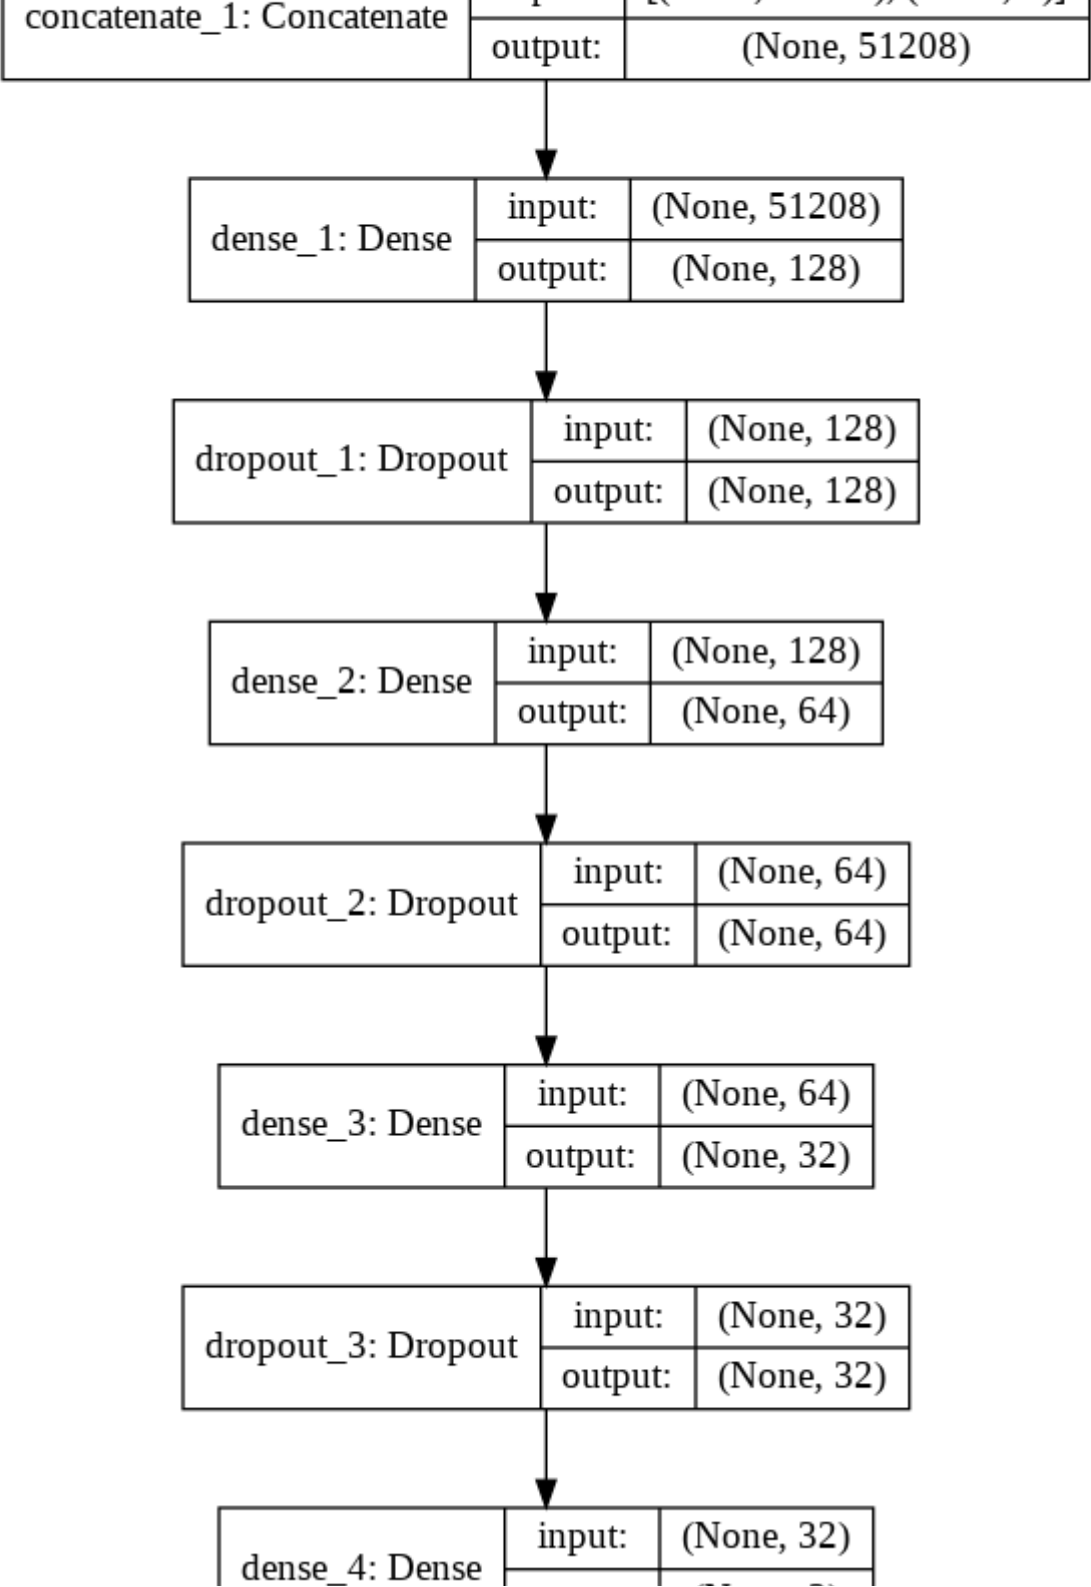 concatenate_1: Concatenate
output: (None, 51208)
dense_1: Dense
input: (None, 51208)
output: (None, 128)
dropout_1: Dropout
input: (None, 128)
output: (None, 128)
dense_2: Dense
input: (None, 128)
output: (None, 64)
dropout_2: Dropout
input: (None, 64)
output: (None, 64)
dense_3: Dense
input: (None, 64)
output: (None, 32)
dropout_3: Dropout
input: (None, 32)
output: (None, 32)
dense_4: Dense
input: (None, 32)